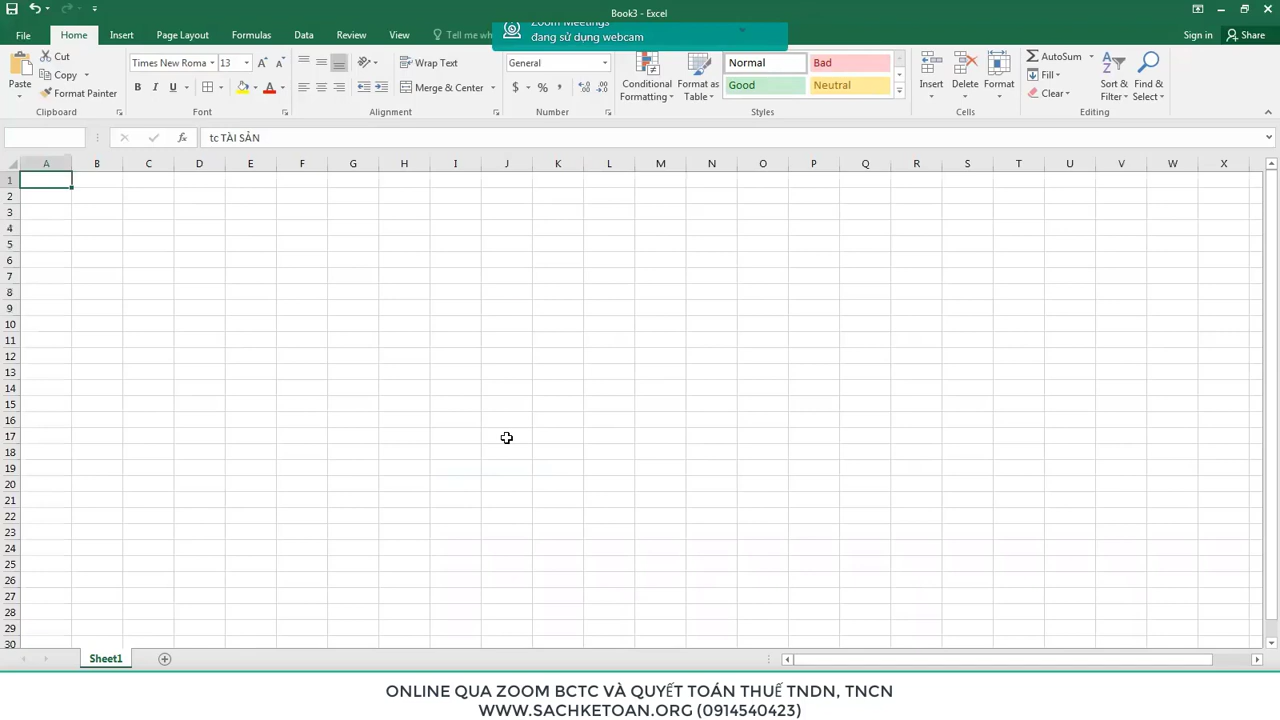 Book3 - Excel
Zoom Meetings
đang sử dụng webcam
File Home Insert Page Layout Formulas Data Review View Tell me wh Sign in Share
Cut
Copy
Format Painter
Paste
Clipboard
Times New Roma 13
B I U
Font
Wrap Text
Merge & Center
Alignment
General
$ % ,
Number
Conditional Formatting
Format as Table
Normal Bad
Good Neutral
Styles
Insert Delete Format
Cells
AutoSum
Fill
Clear
Sort & Filter
Find & Select
Editing
fx tc TÀI SẢN
A B C D E F G H I J K L M N O P Q R S T U V W X
1
2
3
4
5
6
7
8
9
10
11
12
13
14
15
16
17
18
19
20
21
22
23
24
25
26
27
28
29
30
Sheet1
ONLINE QUA ZOOM BCTC VÀ QUYẾT TOÁN THUẾ TNDN, TNCN
WWW.SACHKETOAN.ORG (0914540423)